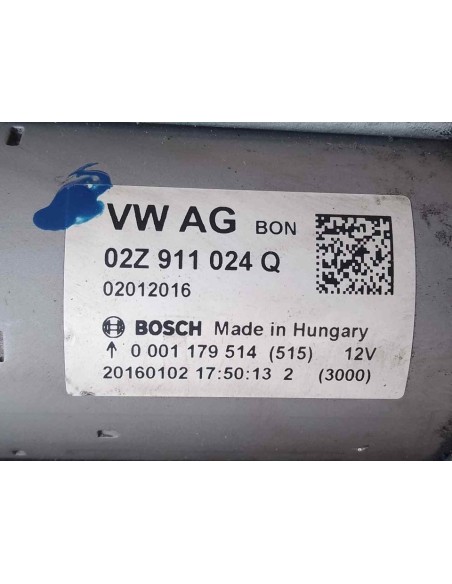 VW AG BON
02Z 911 024 Q
02012016
BOSCH Made in Hungary
↑ 0 001 179 514 (515) 12V
20160102 17:50:13 2 (3000)